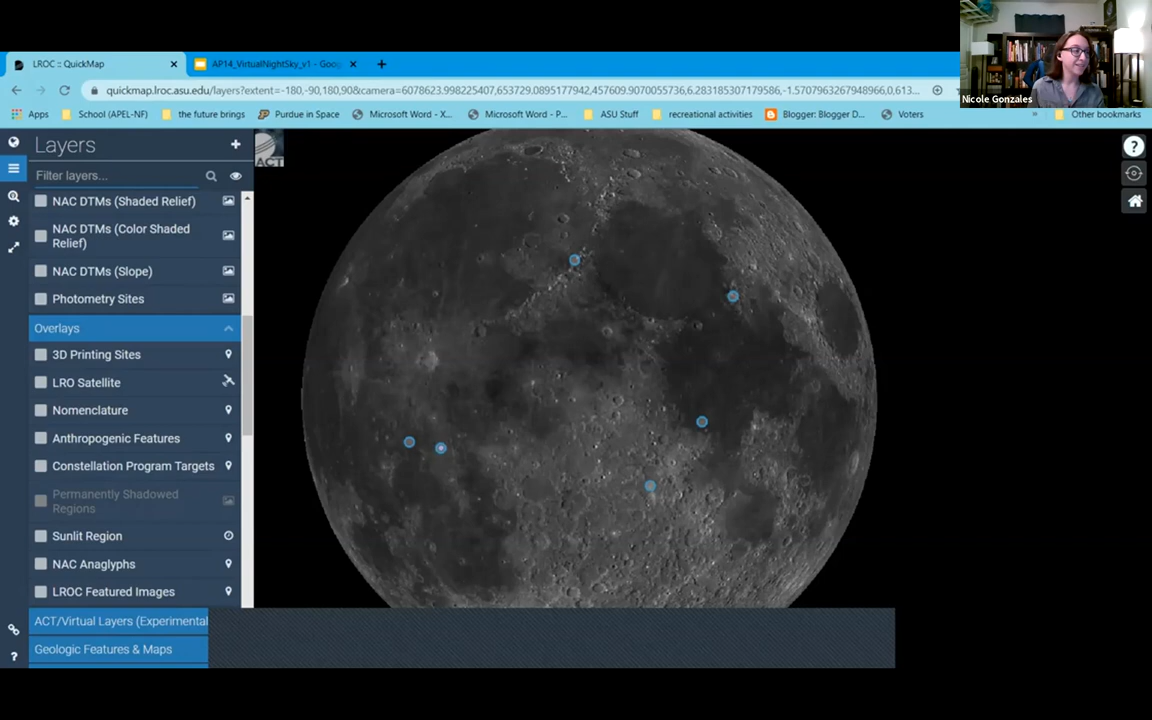 Nicole Gonzales
LROC :: QuickMap
AP14_VirtualNightSky_v1 - Goog
quickmap.lroc.asu.edu/layers?extent=-180,-90,180,90&camera=6078623.998225407,653729.0895177942,457609.9070055736,6.283185307179586,-1.5707963267948966,0,613...
Apps School (APEL-NF) the future brings Purdue in Space Microsoft Word - X... Microsoft Word - P... ASU Stuff recreational activities Blogger: Blogger D... Voters » Other bookmarks
Layers
ACT
Filter layers...
NAC DTMs (Shaded Relief)
NAC DTMs (Color Shaded
Relief)
NAC DTMs (Slope)
Photometry Sites
Overlays
3D Printing Sites
LRO Satellite
Nomenclature
Anthropogenic Features
Constellation Program Targets
Permanently Shadowed
Regions
Sunlit Region
NAC Anaglyphs
LROC Featured Images
ACT/Virtual Layers (Experimental
Geologic Features & Maps